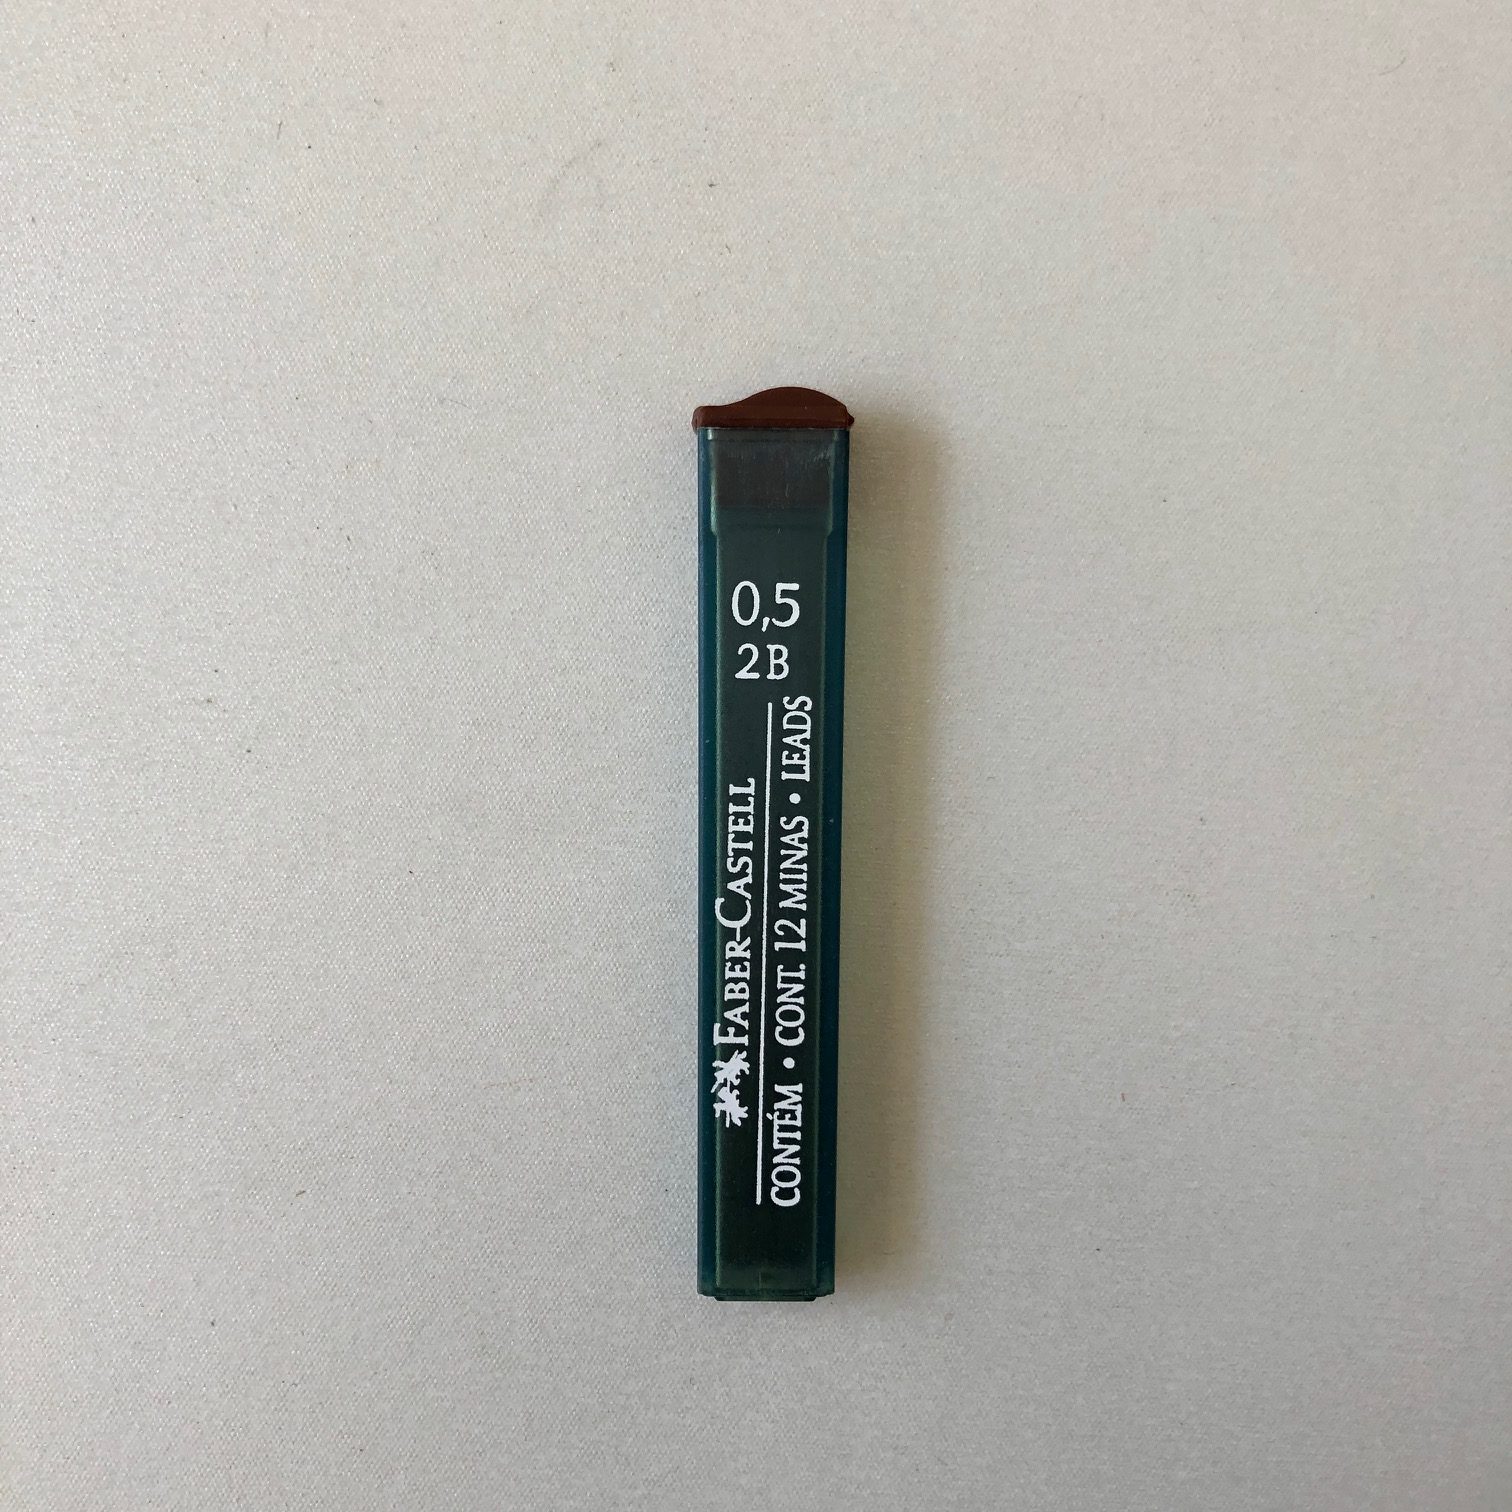 0,5
2B
FABER-CASTELL
CONTÉM • CONT. 12 MINAS • LEADS